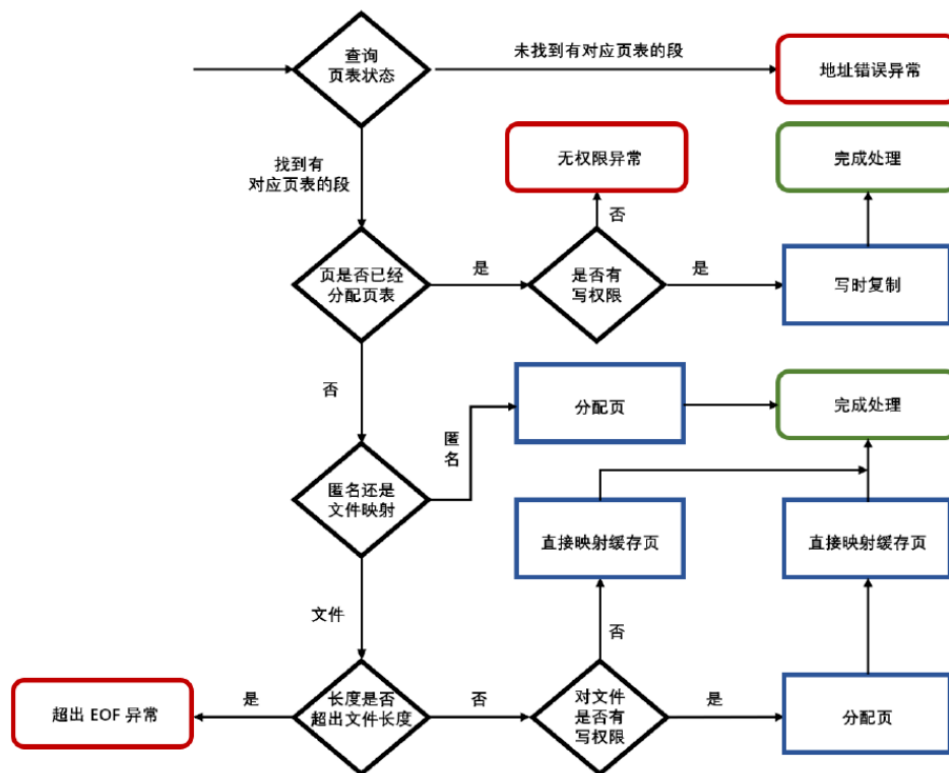 查询
页表状态
未找到有对应页表的段
地址错误异常
找到有
对应页表的段
无权限异常
完成处理
否
页是否已经
分配页表
是
是否有
写权限
是
写时复制
否
匿名
分配页
完成处理
匿名还是
文件映射
直接映射缓存页
直接映射缓存页
文件
否
超出 EOF 异常
是
长度是否
超出文件长度
否
对文件
是否有
写权限
是
分配页